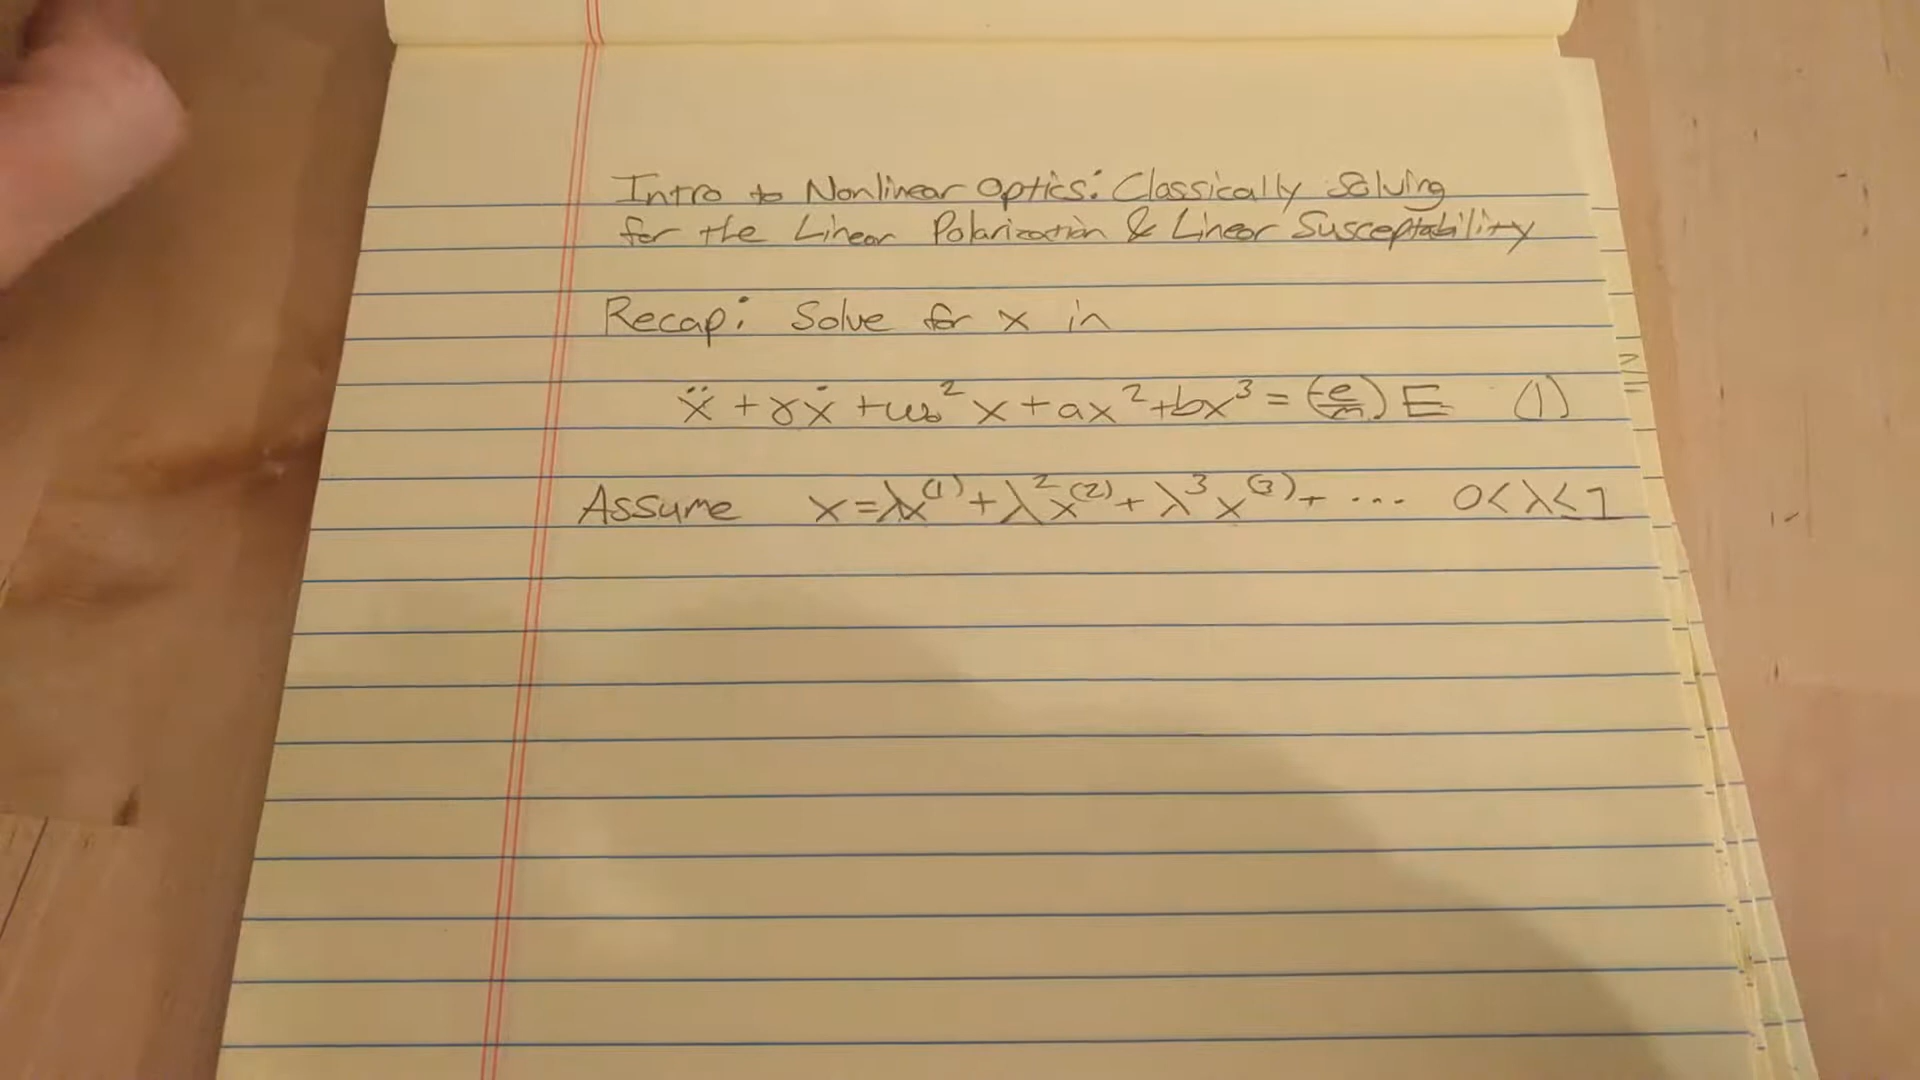 Intro to Nonlinear Optics: Classically Solving
for the Linear Polarization & Linear Susceptability
Recap: Solve for x in
ẍ + γẋ + ω₀²x + ax² + bx³ = (-e/m) E (1)
Assume x = λx⁽¹⁾ + λ²x⁽²⁾ + λ³x⁽³⁾ + ... 0 < λ ≤ 1